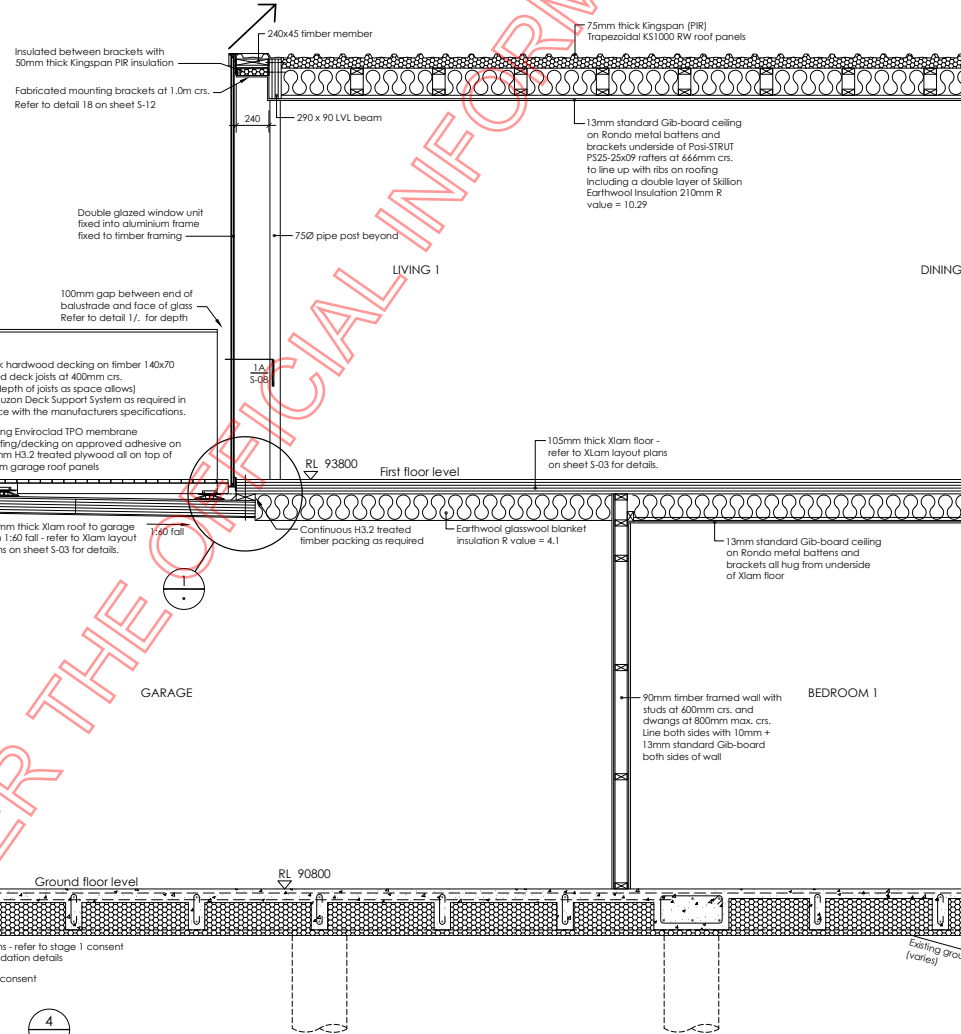 240x45 timber member
75mm thick Kingspan (PIR)
Trapezoidal KS1000 RW roof panels
Insulated between brackets with
50mm thick Kingspan PIR insulation
Fabricated mounting brackets at 1.0m crs.
Refer to detail 18 on sheet S-12
240
290 x 90 LVL beam
13mm standard Gib-board ceiling
on Rondo metal battens and
brackets underside of Posi-STRUT
PS25-25x09 rafters at 666mm crs.
to line up with ribs on roofing
Including a double layer of Skillion
Earthwool Insulation 210mm R
value = 10.29
Double glazed window unit
fixed into aluminium frame
fixed to timber framing
75Ø pipe post beyond
LIVING 1
DINING
100mm gap between end of
balustrade and face of glass
Refer to detail 1/. for depth
1A
S-08
k hardwood decking on timber 140x70
d deck joists at 400mm crs.
depth of joists as space allows)
uzon Deck Support System as required in
ce with the manufacturers specifications.
ng Enviroclad TPO membrane
fing/decking on approved adhesive on
mm H3.2 treated plywood all on top of
m garage roof panels
RL 93800
First floor level
105mm thick Xlam floor -
refer to XLam layout plans
on sheet S-03 for details.
mm thick Xlam roof to garage
1:60 fall - refer to Xlam layout
ns on sheet S-03 for details.
1:60 fall
Continuous H3.2 treated
timber packing as required
Earthwool glasswool blanket
insulation R value = 4.1
13mm standard Gib-board ceiling
on Rondo metal battens and
brackets all hug from underside
of Xlam floor
1
GARAGE
90mm timber framed wall with
studs at 600mm crs. and
dwangs at 800mm max. crs.
Line both sides with 10mm +
13mm standard Gib-board
both sides of wall
BEDROOM 1
Ground floor level
RL 90800
ns - refer to stage 1 consent
dation details
consent
Existing grou
(varies)
4
ER THE OFFICIAL INFORM